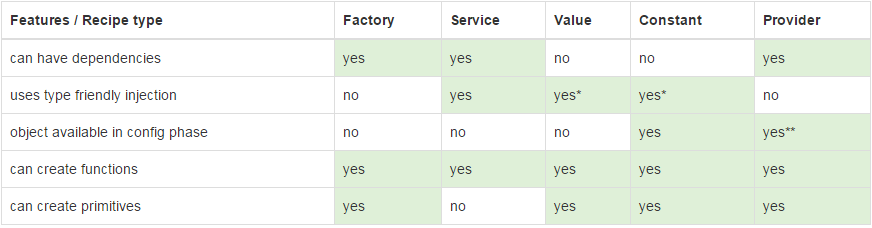 Features / Recipe type Factory Service Value Constant Provider
can have dependencies yes yes no no yes
uses type friendly injection no yes yes* yes* no
object available in config phase no no no yes yes**
can create functions yes yes yes yes yes
can create primitives yes no yes yes yes